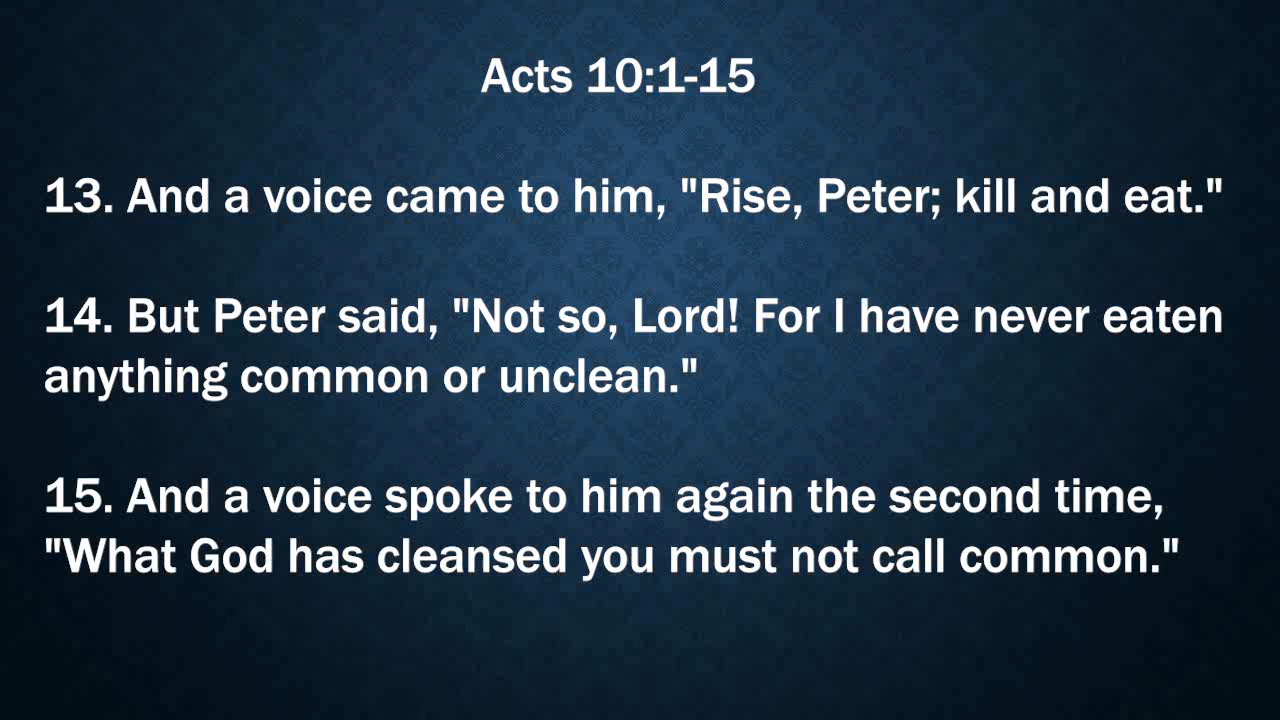 Acts 10:1-15
13. And a voice came to him, "Rise, Peter; kill and eat."
14. But Peter said, "Not so, Lord! For I have never eaten
anything common or unclean."
15. And a voice spoke to him again the second time,
"What God has cleansed you must not call common."